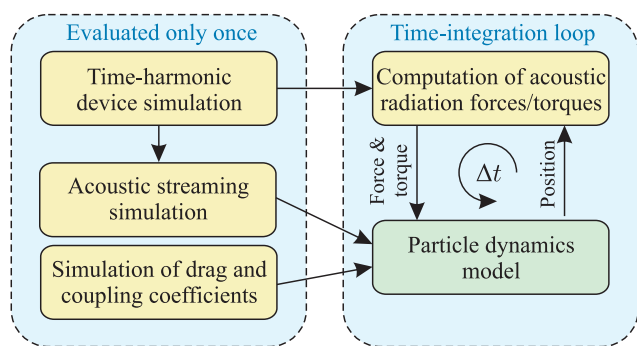 Evaluated only once
Time-harmonic
device simulation
Acoustic streaming
simulation
Simulation of drag and
coupling coefficients
Time-integration loop
Computation of acoustic
radiation forces/torques
Force &
torque
Δt
Position
Particle dynamics
model